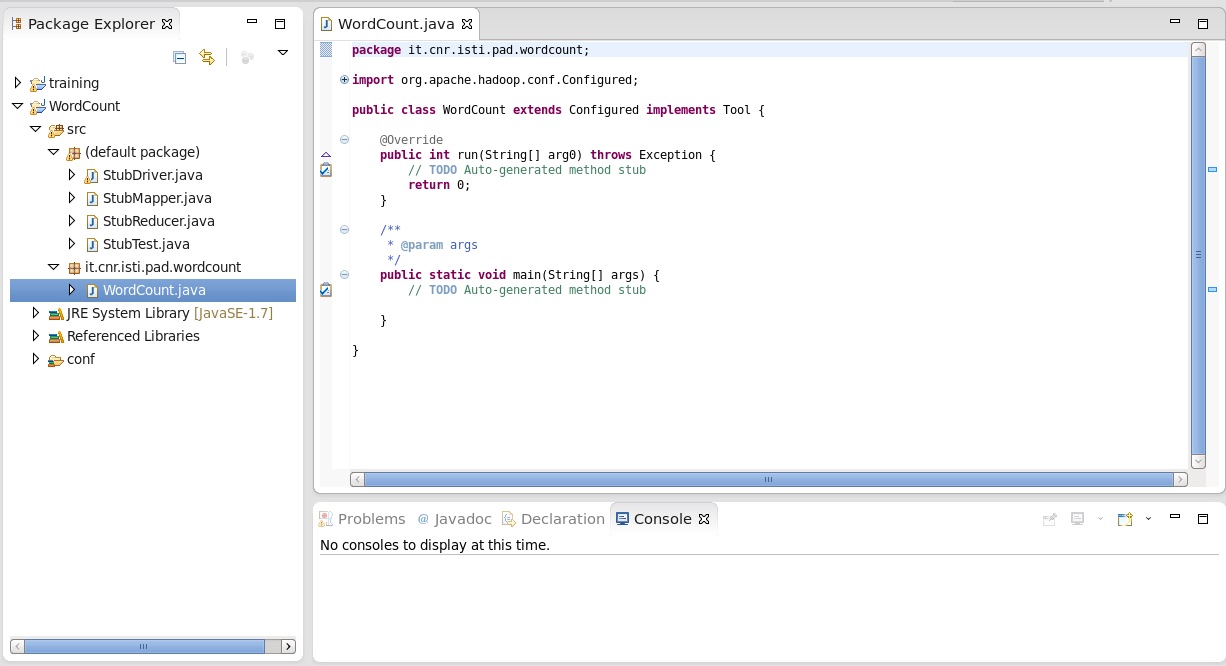 Package Explorer
training
WordCount
src
(default package)
StubDriver.java
StubMapper.java
StubReducer.java
StubTest.java
it.cnr.isti.pad.wordcount
WordCount.java
JRE System Library [JavaSE-1.7]
Referenced Libraries
conf
WordCount.java
package it.cnr.isti.pad.wordcount;
import org.apache.hadoop.conf.Configured;
public class WordCount extends Configured implements Tool {
@Override
public int run(String[] arg0) throws Exception {
// TODO Auto-generated method stub
return 0;
}
/**
* @param args
*/
public static void main(String[] args) {
// TODO Auto-generated method stub
}
}
Problems @ Javadoc Declaration Console
No consoles to display at this time.